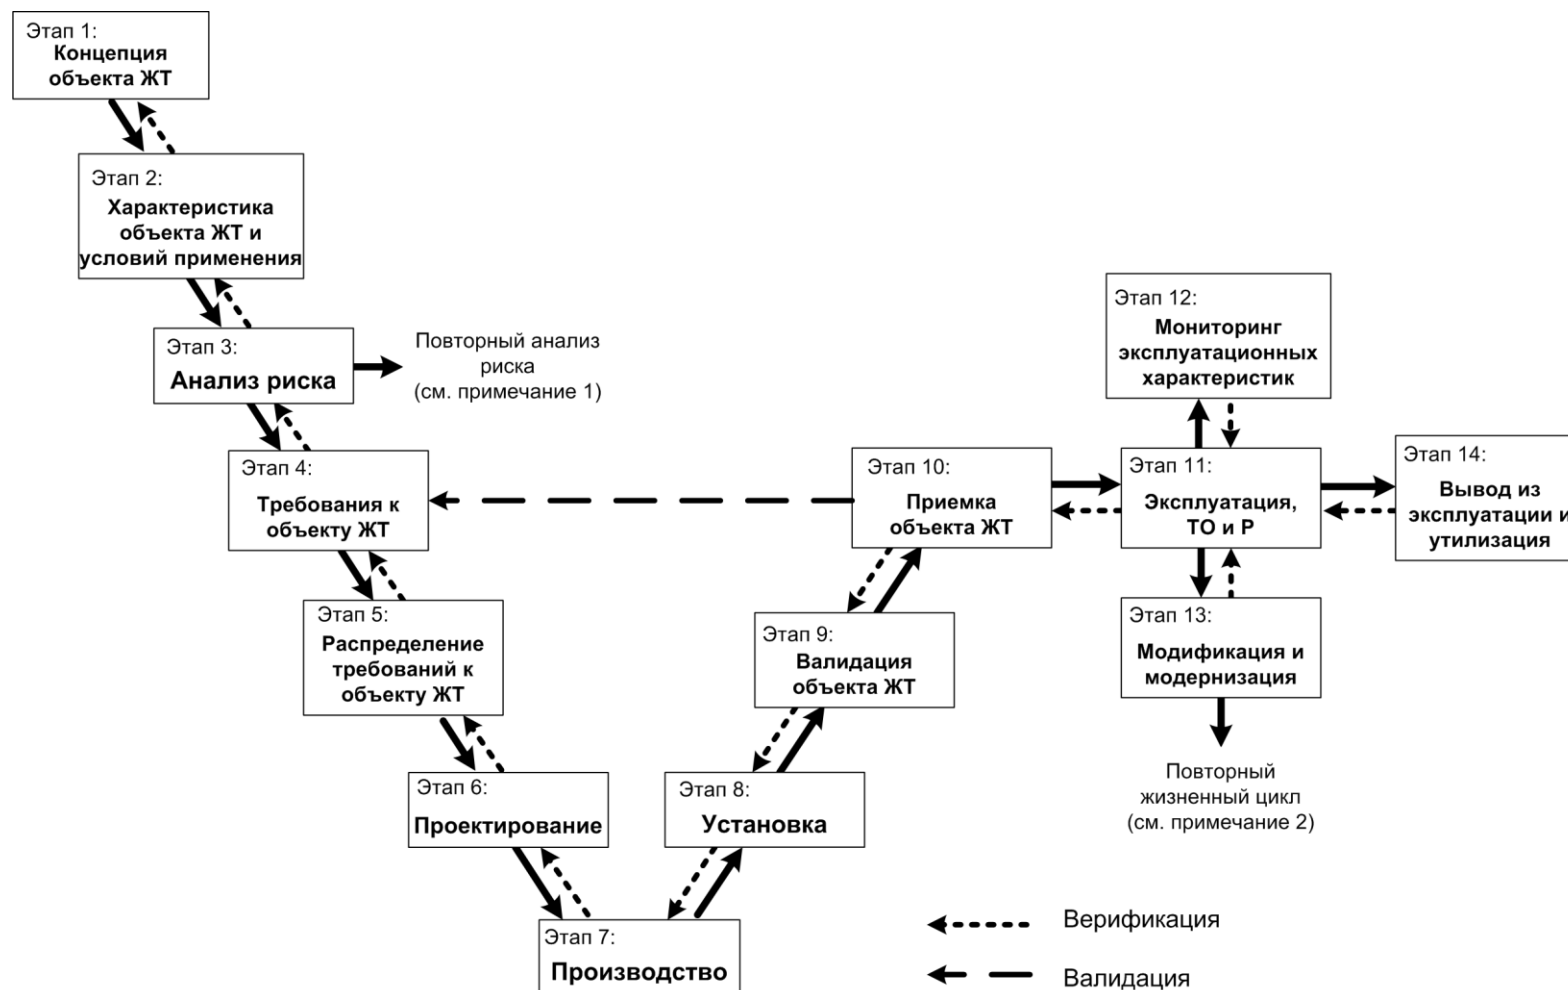 Этап 1:
Концепция
объекта ЖТ
Этап 2:
Характеристика
объекта ЖТ и
условий применения
Этап 3:
Анализ риска
Повторный анализ
риска
(см. примечание 1)
Этап 4:
Требования к
объекту ЖТ
Этап 5:
Распределение
требований к
объекту ЖТ
Этап 6:
Проектирование
Этап 7:
Производство
Этап 8:
Установка
Этап 9:
Валидация
объекта ЖТ
Этап 10:
Приемка
объекта ЖТ
Этап 11:
Эксплуатация,
ТО и Р
Этап 12:
Мониторинг
эксплуатационных
характеристик
Этап 13:
Модификация и
модернизация
Повторный
жизненный цикл
(см. примечание 2)
Этап 14:
Вывод из
эксплуатации и
утилизация
Верификация
Валидация